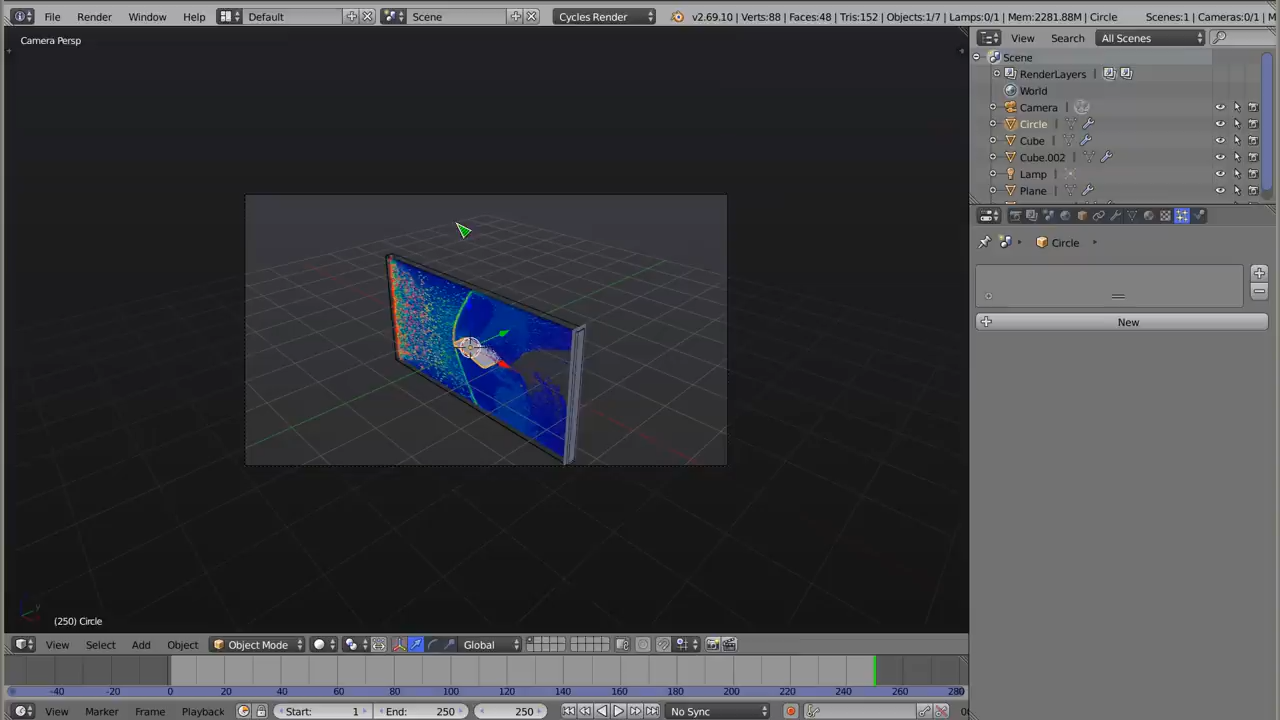 File Render Window Help Default Scene Cycles Render v2.69.10 | Verts:88 | Faces:48 | Tris:152 | Objects:1/7 | Lamps:0/1 | Mem:2281.88M | Circle Scenes:1 | Cameras:0/1 | M
Camera Persp
View Search All Scenes
Scene
RenderLayers
World
Camera
Circle
Cube
Cube.002
Lamp
Plane
Circle
New
(250) Circle
View Select Add Object Object Mode Global
-40 -20 0 20 40 60 80 100 120 140 160 180 200 220 240 260 280
View Marker Frame Playback Start: 1 End: 250 250 No Sync